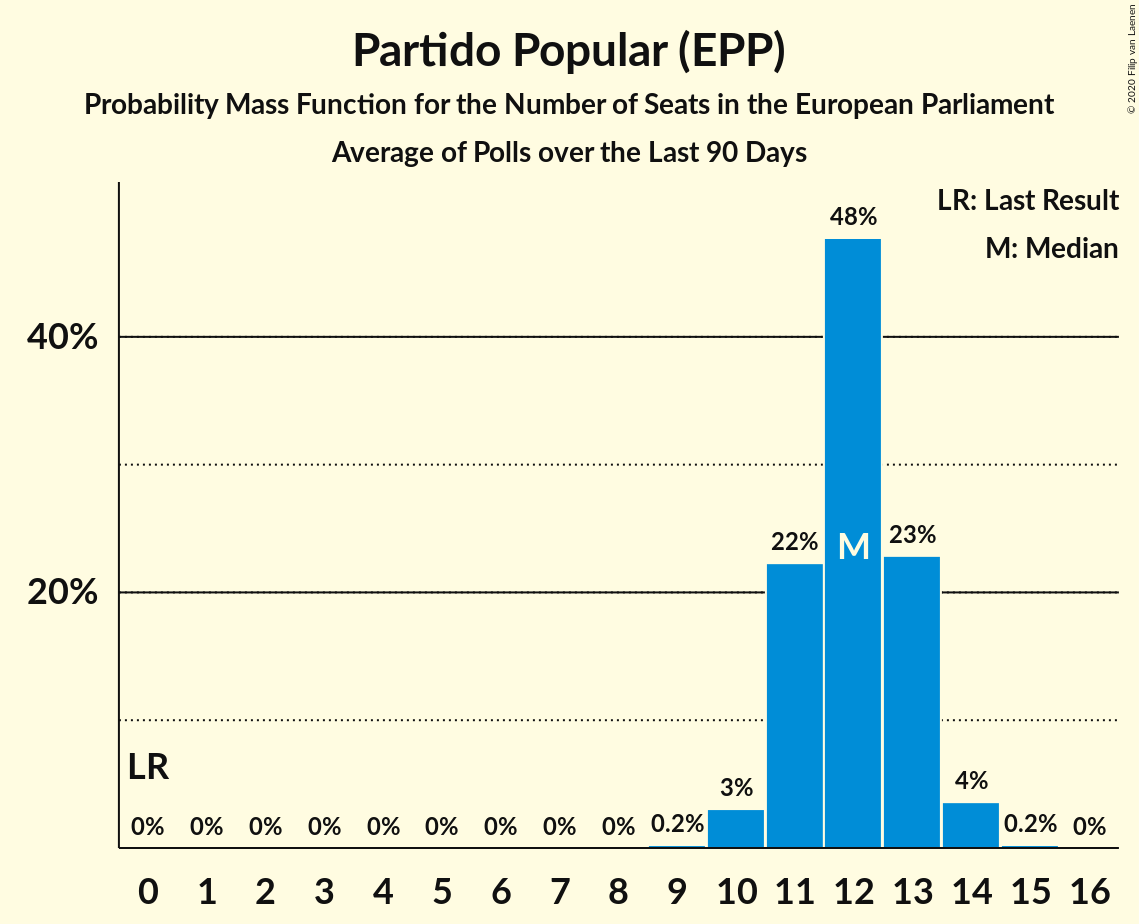 Partido Popular (EPP)
Probability Mass Function for the Number of Seats in the European Parliament
Average of Polls over the Last 90 Days
© 2020 Filip van Laenen
LR: Last Result
M: Median
48%
40%
22%
M
23%
20%
LR
0% 0% 0% 0% 0% 0% 0% 0% 0% 0.2% 3% 4% 0.2% 0%
0 1 2 3 4 5 6 7 8 9 10 11 12 13 14 15 16